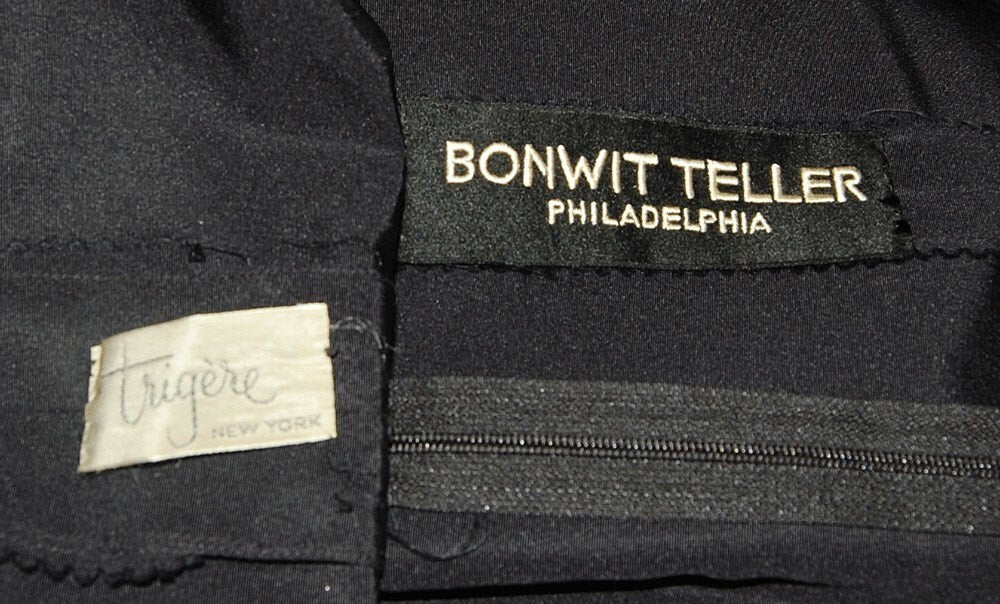 BONWIT TELLER
PHILADELPHIA
trigère
NEW YORK